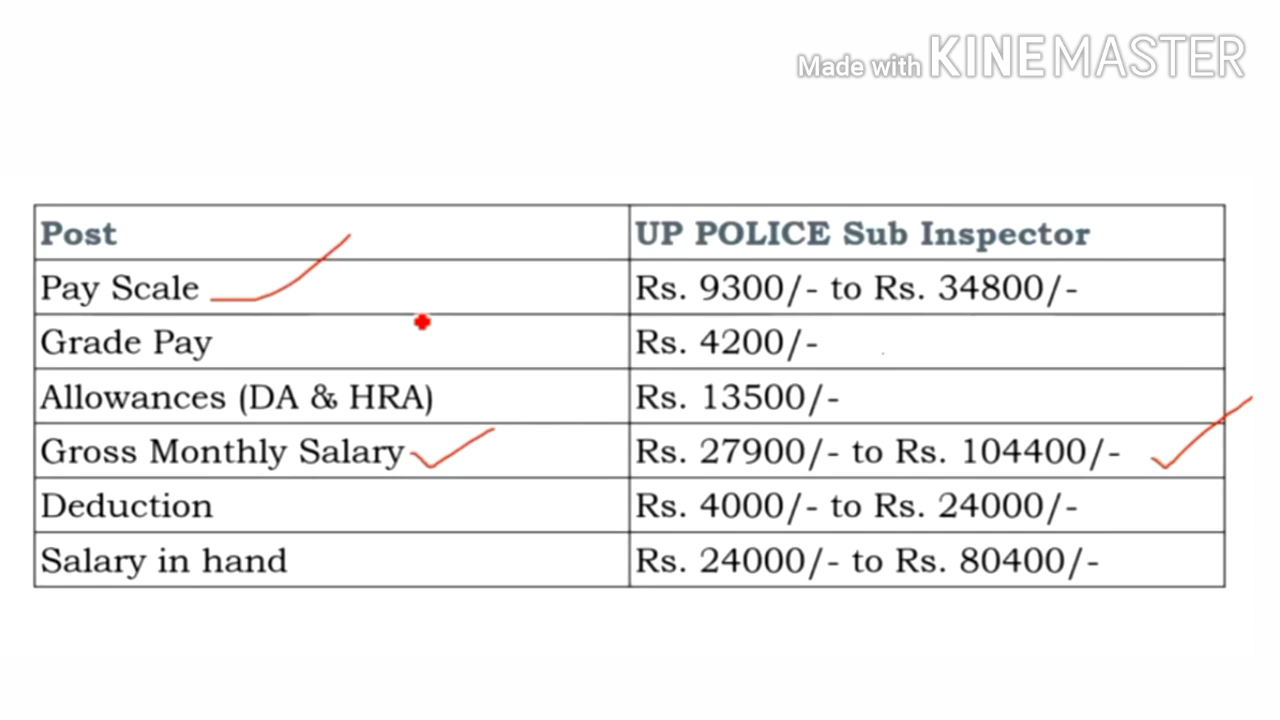 Made with KINEMASTER
Post UP POLICE Sub Inspector
Pay Scale Rs. 9300/- to Rs. 34800/-
Grade Pay Rs. 4200/-
Allowances (DA & HRA) Rs. 13500/-
Gross Monthly Salary Rs. 27900/- to Rs. 104400/-
Deduction Rs. 4000/- to Rs. 24000/-
Salary in hand Rs. 24000/- to Rs. 80400/-